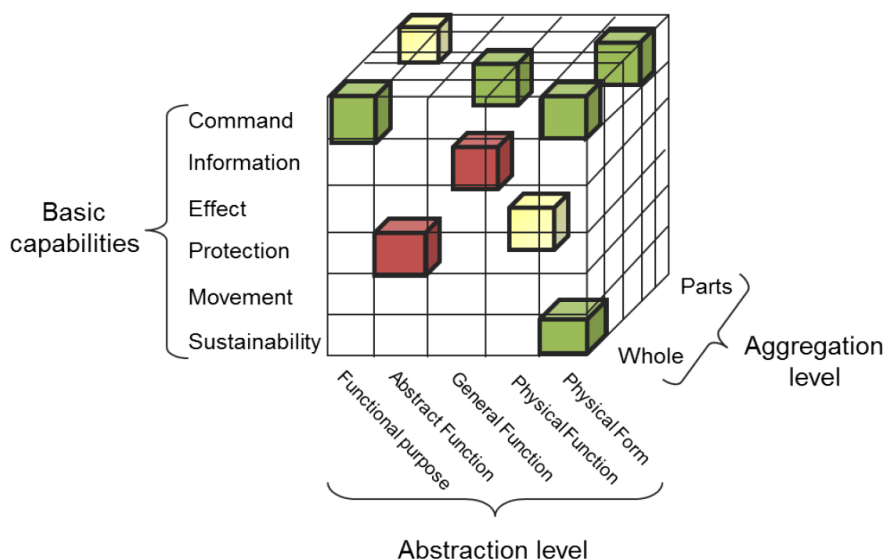 Command
Information
Effect
Protection
Movement
Sustainability
Basic
capabilities
Parts
Whole
Aggregation
level
Functional purpose
Abstract Function
General Function
Physical Function
Physical Form
Abstraction level